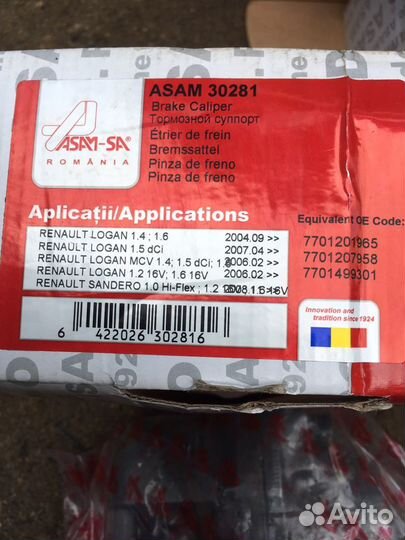 ASAM 30281
Brake Caliper
Тормозной суппорт
Étrier de frein
Bremssattel
Pinza de freno
Pinza de freno
ASAM-SA®
ROMÂNIA
Aplicații/Applications
Equivalent OE Code:
RENAULT LOGAN 1.4 ; 1.6 2004.09 >>
RENAULT LOGAN 1.5 dCi 2007.04 >>
RENAULT LOGAN MCV 1.4; 1.5 dCi; 1.6 2006.02 >>
RENAULT LOGAN 1.2 16V; 1.6 16V 2006.02 >>
RENAULT SANDERO 1.0 Hi-Flex ; 1.2
7701201965
7701207958
7701499301
Innovation and
tradition since 1924
6 422026 302816
Avito